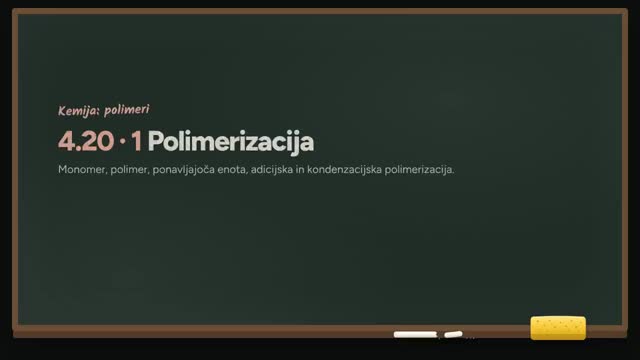 Kemija: polimeri
4.20 · 1 Polimerizacija
Monomer, polimer, ponavljajoča enota, adicijska in kondenzacijska polimerizacija.